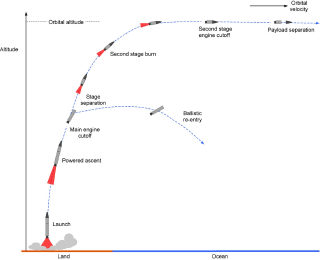 Orbital
velocity
Orbital altitude
Second stage
engine cutoff
Payload separation
Altitude
Second stage burn
Stage
separation
Main engine
cutoff
Ballistic
re-entry
Powered ascent
Launch
Land
Ocean